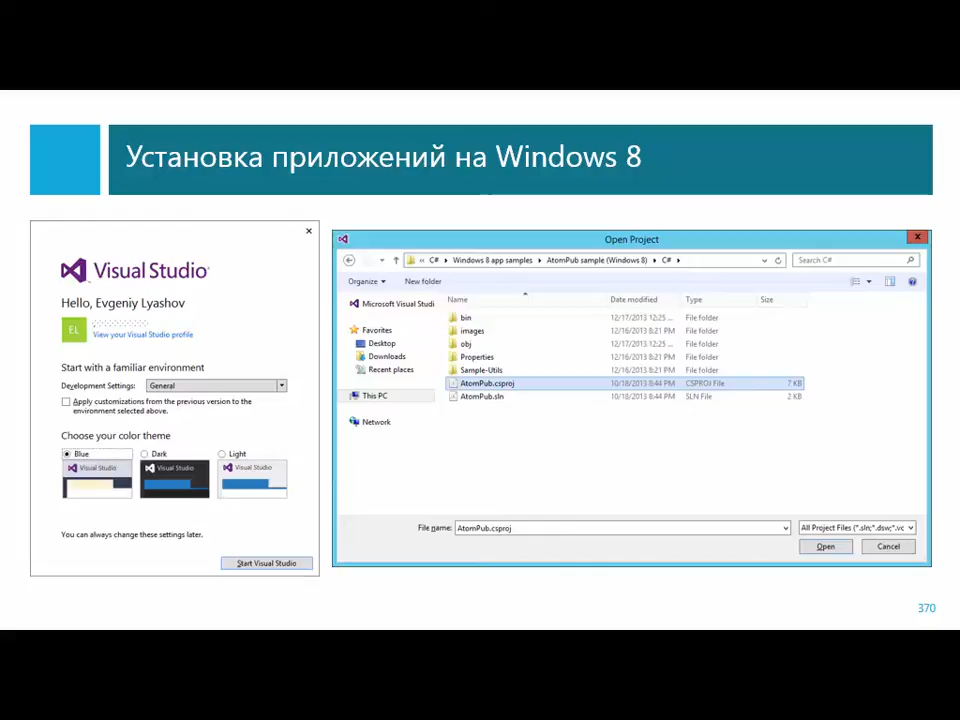 Установка приложений на Windows 8
Visual Studio
Hello, Evgeniy Lyashov
EL
View your Visual Studio profile
Start with a familiar environment
Development Settings: General
Apply customizations from the previous version to the
environment selected above.
Choose your color theme
Blue Dark Light
Visual Studio Visual Studio Visual Studio
You can always change these settings later.
Start Visual Studio
Open Project
« C# Windows 8 app samples AtomPub sample (Windows 8) C# Search C#
Organize New folder
Microsoft Visual Studi
Favorites
Desktop
Downloads
Recent places
This PC
Network
Name Date modified Type Size
bin 12/17/2013 12:25 ... File folder
images 12/16/2013 8:21 PM File folder
obj 12/17/2013 12:25 ... File folder
Properties 12/16/2013 8:21 PM File folder
Sample-Utils 12/16/2013 8:21 PM File folder
AtomPub.csproj 10/18/2013 8:44 PM CSPROJ File 7 KB
AtomPub.sln 10/18/2013 8:44 PM SLN File 2 KB
File name: AtomPub.csproj All Project Files (*.sln;*.dsw;*.vc
Open Cancel
370